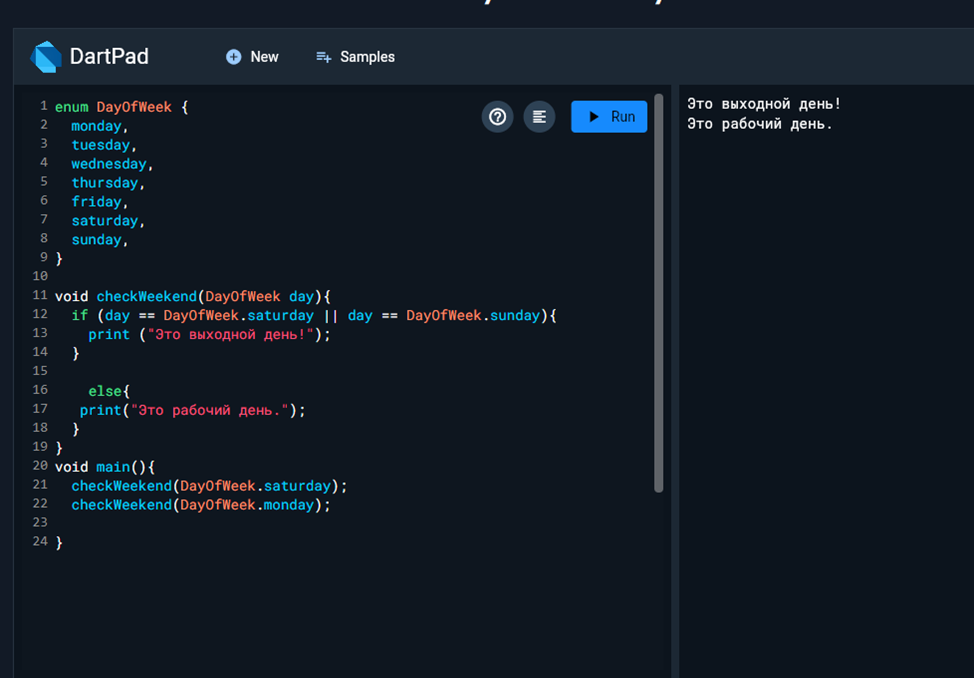 DartPad
New
Samples
1 enum DayOfWeek {
2   monday,
3   tuesday,
4   wednesday,
5   thursday,
6   friday,
7   saturday,
8   sunday,
9 }
10
11 void checkWeekend(DayOfWeek day){
12   if (day == DayOfWeek.saturday || day == DayOfWeek.sunday){
13     print ("Это выходной день!");
14   }
15
16     else{
17    print("Это рабочий день.");
18   }
19 }
20 void main(){
21   checkWeekend(DayOfWeek.saturday);
22   checkWeekend(DayOfWeek.monday);
23
24 }
Run
Это выходной день!
Это рабочий день.